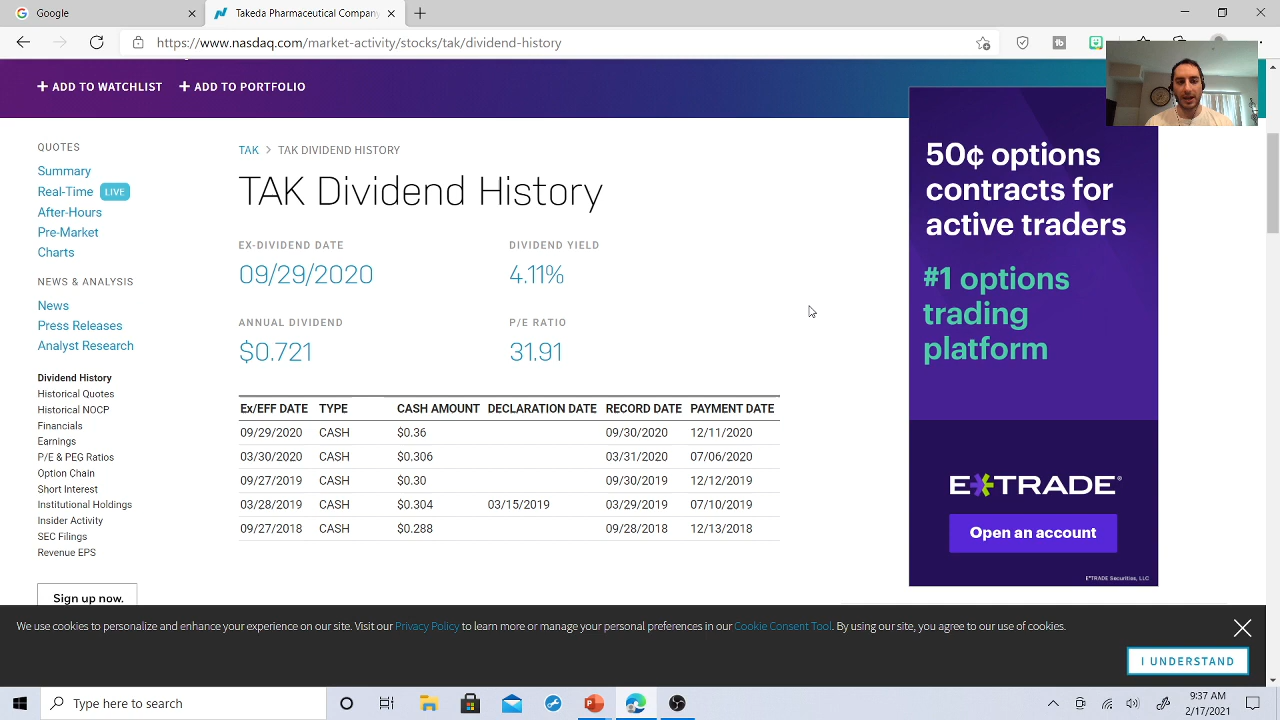 Google
TAK Dividend History
https://www.nasdaq.com/market-activity/stocks/tak/dividend-history
+ ADD TO WATCHLIST + ADD TO PORTFOLIO
QUOTES
Summary
Real-Time LIVE
After-Hours
Pre-Market
Charts
NEWS & ANALYSIS
News
Press Releases
Analyst Research
Dividend History
Historical Quotes
Historical NOCP
Financials
Earnings
P/E & PEG Ratios
Option Chain
Short Interest
Institutional Holdings
Insider Activity
SEC Filings
Revenue EPS
Sign up now.
TAK > TAK DIVIDEND HISTORY
TAK Dividend History
EX-DIVIDEND DATE DIVIDEND YIELD
09/29/2020 4.11%
ANNUAL DIVIDEND P/E RATIO
$0.721 31.91
Ex/EFF DATE TYPE CASH AMOUNT DECLARATION DATE RECORD DATE PAYMENT DATE
09/29/2020 CASH $0.36 09/30/2020 12/11/2020
03/30/2020 CASH $0.306 03/31/2020 07/06/2020
09/27/2019 CASH $0.30 09/30/2019 12/12/2019
03/28/2019 CASH $0.304 03/15/2019 03/29/2019 07/10/2019
09/27/2018 CASH $0.288 09/28/2018 12/13/2018
50¢ options
contracts for
active traders
#1 options
trading
platform
E*TRADE®
Open an account
E*TRADE Securities, LLC
We use cookies to personalize and enhance your experience on our site. Visit our Privacy Policy to learn more or manage your personal preferences in our Cookie Consent Tool. By using our site, you agree to our use of cookies.
I UNDERSTAND
Type here to search
9:37 AM
2/17/2021